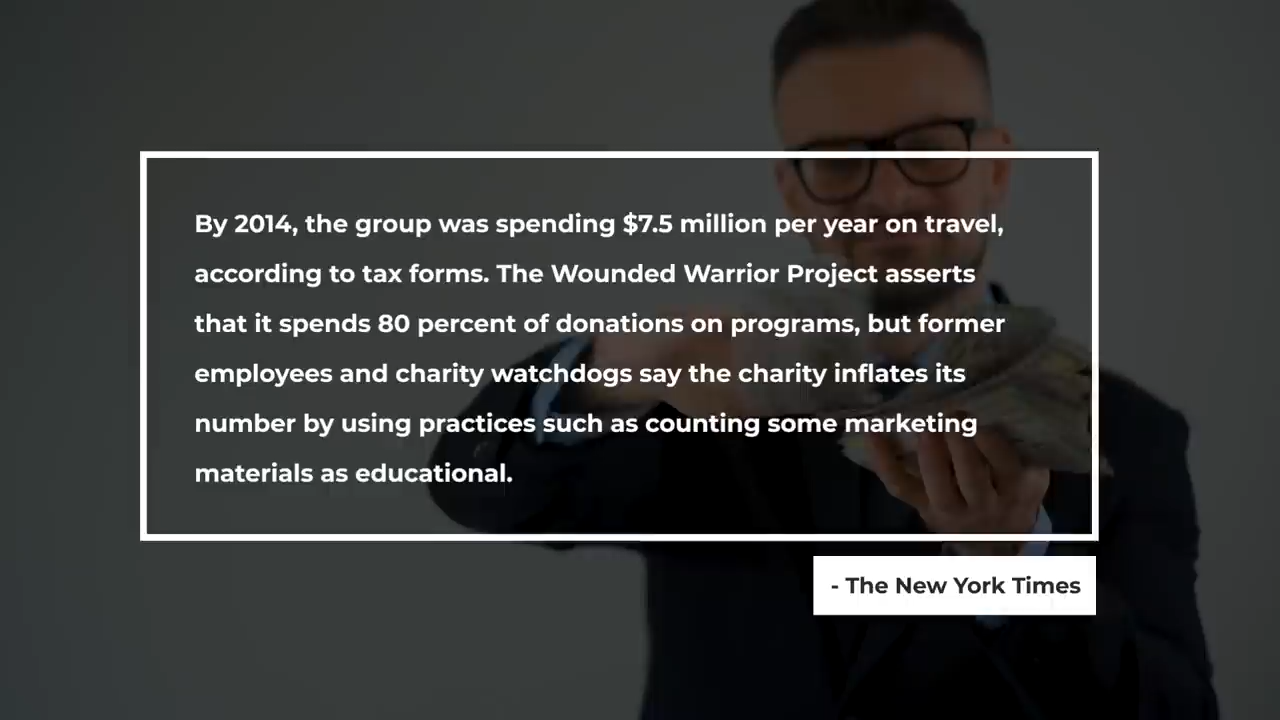 By 2014, the group was spending $7.5 million per year on travel,
according to tax forms. The Wounded Warrior Project asserts
that it spends 80 percent of donations on programs, but former
employees and charity watchdogs say the charity inflates its
number by using practices such as counting some marketing
materials as educational.
- The New York Times